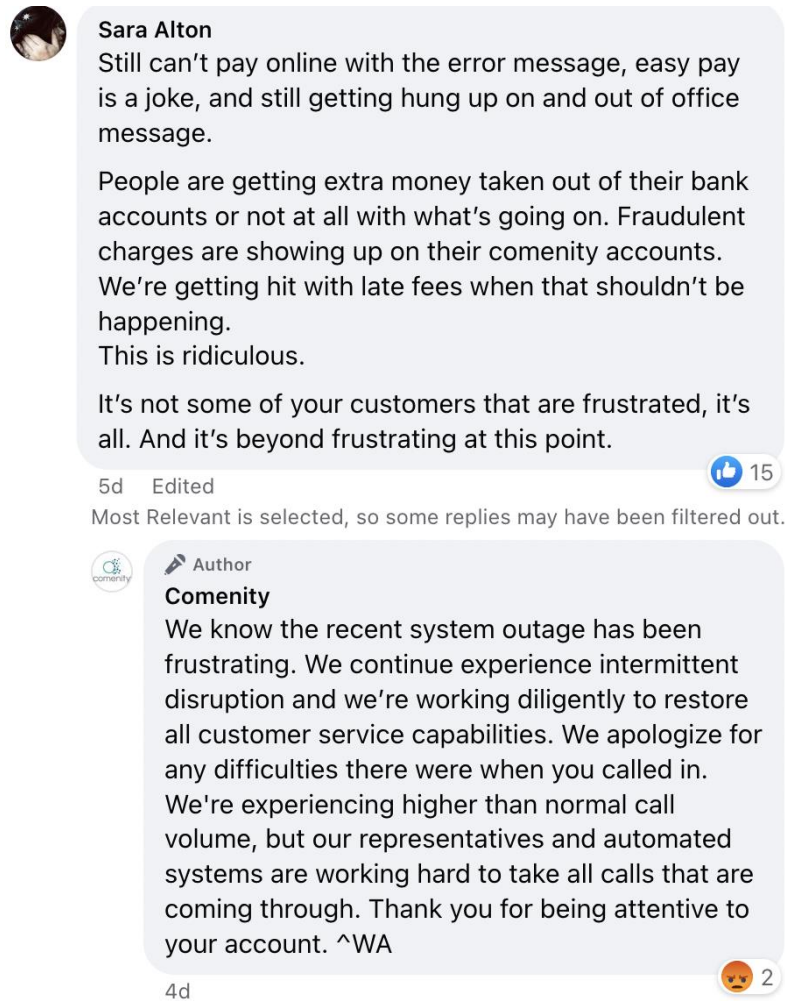 Sara Alton
Still can’t pay online with the error message, easy pay
is a joke, and still getting hung up on and out of office
message.
People are getting extra money taken out of their bank
accounts or not at all with what’s going on. Fraudulent
charges are showing up on their comenity accounts.
We’re getting hit with late fees when that shouldn’t be
happening.
This is ridiculous.
It’s not some of your customers that are frustrated, it’s
all. And it’s beyond frustrating at this point.
15
5d Edited
Most Relevant is selected, so some replies may have been filtered out.
comenity
Author
Comenity
We know the recent system outage has been
frustrating. We continue experience intermittent
disruption and we’re working diligently to restore
all customer service capabilities. We apologize for
any difficulties there were when you called in.
We're experiencing higher than normal call
volume, but our representatives and automated
systems are working hard to take all calls that are
coming through. Thank you for being attentive to
your account. ^WA
2
4d